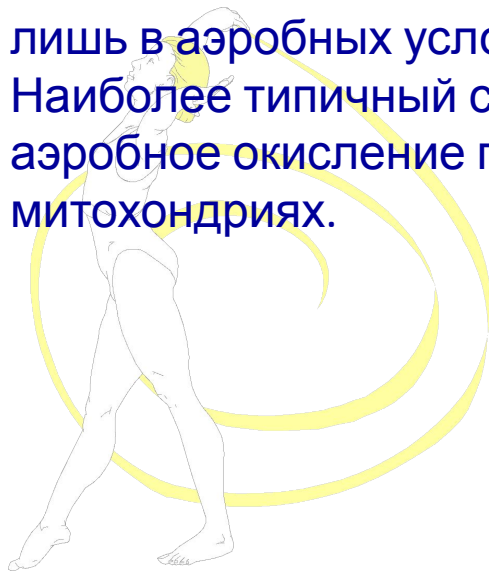 лишь в аэробных усло
Наиболее типичный с
аэробное окисление п
митохондриях.